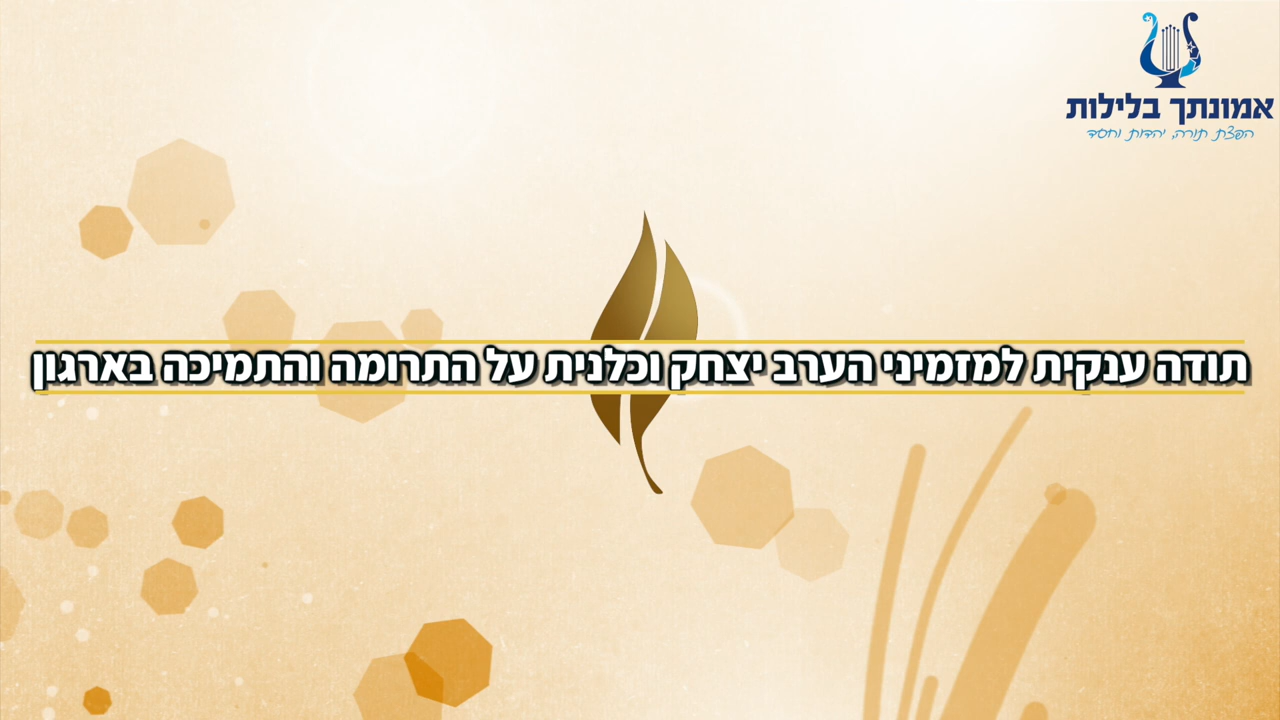 אמונתך בלילות
הפצת תורה, יהדות וחסד
תודה ענקית למזמיני הערב יצחק וכלנית על התרומה והתמיכה בארגון